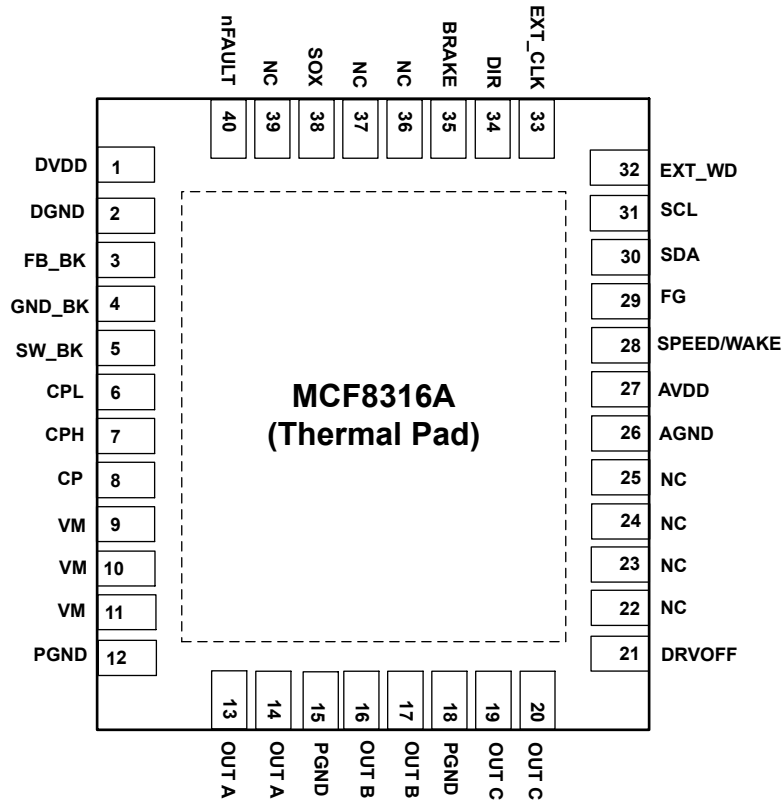 nFAULT
NC
SOX
NC
NC
BRAKE
DIR
EXT_CLK
40
39
38
37
36
35
34
33
DVDD 1
DGND 2
FB_BK 3
GND_BK 4
SW_BK 5
CPL 6
CPH 7
CP 8
VM 9
VM 10
VM 11
PGND 12
MCF8316A
(Thermal Pad)
32 EXT_WD
31 SCL
30 SDA
29 FG
28 SPEED/WAKE
27 AVDD
26 AGND
25 NC
24 NC
23 NC
22 NC
21 DRVOFF
13
14
15
16
17
18
19
20
OUT A
OUT A
PGND
OUT B
OUT B
PGND
OUT C
OUT C